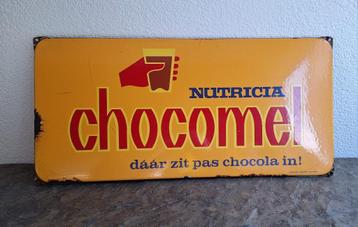 NUTRICIA
chocomel
dáár zit pas chocola in!